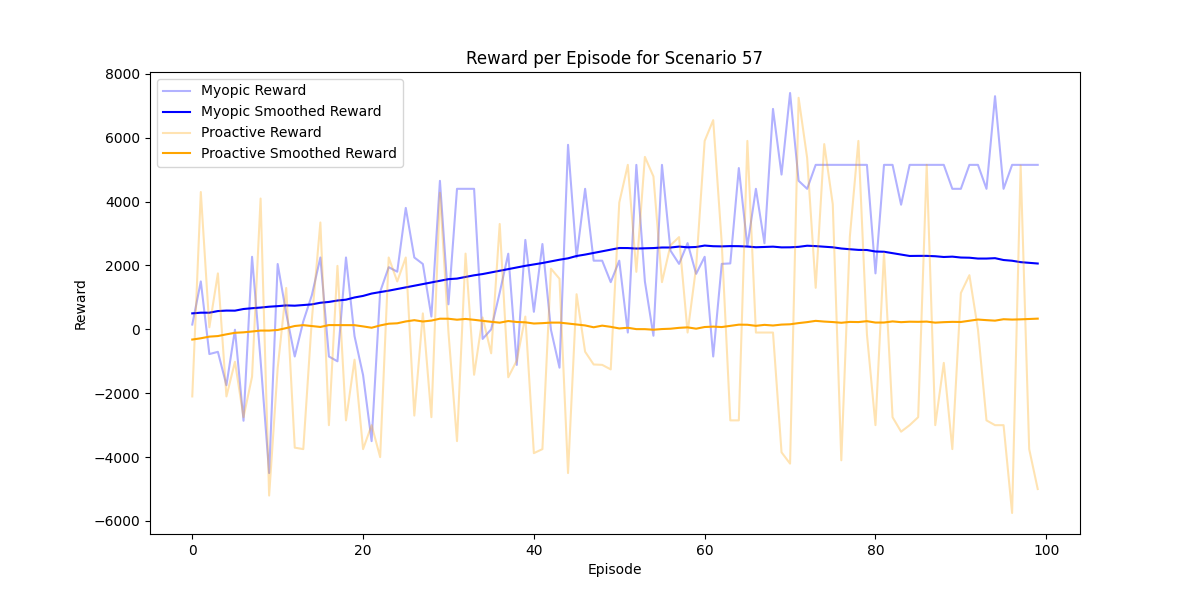 Reward per Episode for Scenario 57
Myopic Reward
Myopic Smoothed Reward
Proactive Reward
Proactive Smoothed Reward
8000
6000
4000
2000
0
−2000
−4000
−6000
Reward
0 20 40 60 80 100
Episode